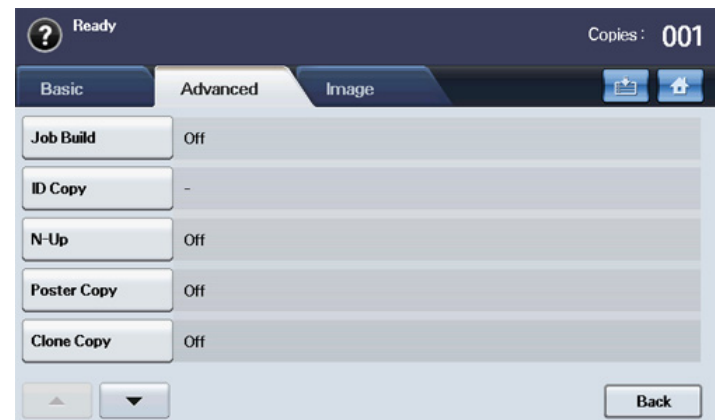 ? Ready
Copies : 001
Basic Advanced Image
Job Build Off
ID Copy -
N-Up Off
Poster Copy Off
Clone Copy Off
Back